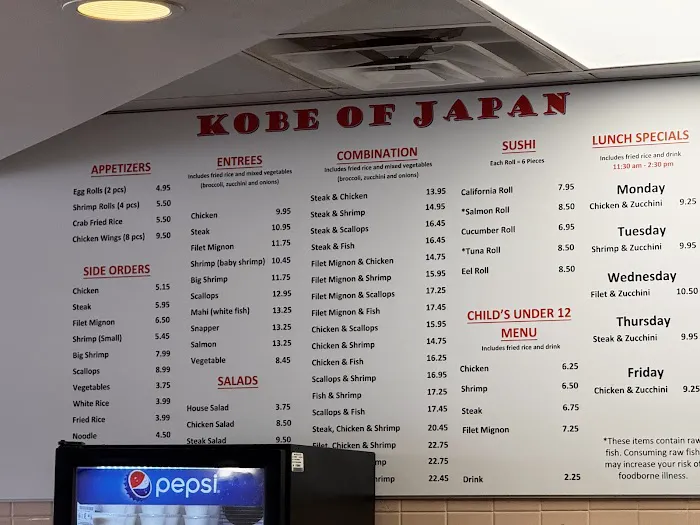 KOBE OF JAPAN
APPETIZERS
Egg Rolls (2 pcs) 4.95
Shrimp Rolls (4 pcs) 5.50
Crab Fried Rice 5.50
Chicken Wings (8 pcs) 9.50
SIDE ORDERS
Chicken 5.15
Steak 5.95
Filet Mignon 6.50
Shrimp (Small) 5.45
Big Shrimp 7.99
Scallops 8.99
Vegetables 3.75
White Rice 3.99
Fried Rice 3.99
Noodle 4.50
ENTREES
Includes fried rice and mixed vegetables
(broccoli, zucchini and onions)
Chicken 9.95
Steak 10.95
Filet Mignon 11.75
Shrimp (baby shrimp) 10.45
Big Shrimp 11.75
Scallops 12.95
Mahi (white fish) 13.25
Snapper 13.25
Salmon 13.25
Vegetable 8.45
SALADS
House Salad 3.75
Chicken Salad 8.50
Steak Salad 9.50
COMBINATION
Includes fried rice and mixed vegetables
(broccoli, zucchini and onions)
Steak & Chicken 13.95
Steak & Shrimp 14.95
Steak & Scallops 16.45
Steak & Fish 16.45
Filet Mignon & Chicken 14.75
Filet Mignon & Shrimp 15.95
Filet Mignon & Scallops 17.25
Filet Mignon & Fish 17.45
Chicken & Scallops 15.95
Chicken & Shrimp 14.75
Chicken & Fish 16.25
Scallops & Shrimp 16.95
Fish & Shrimp 17.25
Scallops & Fish 17.45
Steak, Chicken & Shrimp 20.45
Filet, Chicken & Shrimp 22.75
mp 22.75
22.45
SUSHI
Each Roll = 6 Pieces
California Roll 7.95
*Salmon Roll 8.50
Cucumber Roll 6.95
*Tuna Roll 8.50
Eel Roll 8.50
CHILD'S UNDER 12
MENU
Includes fried rice and drink
Chicken 6.25
Shrimp 6.50
Steak 6.75
Filet Mignon 7.25
Drink 2.25
LUNCH SPECIALS
Includes fried rice and drink
11:30 am - 2:30 pm
Monday
Chicken & Zucchini 9.25
Tuesday
Shrimp & Zucchini 9.95
Wednesday
Filet & Zucchini 10.50
Thursday
Steak & Zucchini 9.95
Friday
Chicken & Zucchini 9.25
*These items contain raw
fish. Consuming raw fish
may increase your risk of
foodborne illness.
pepsi